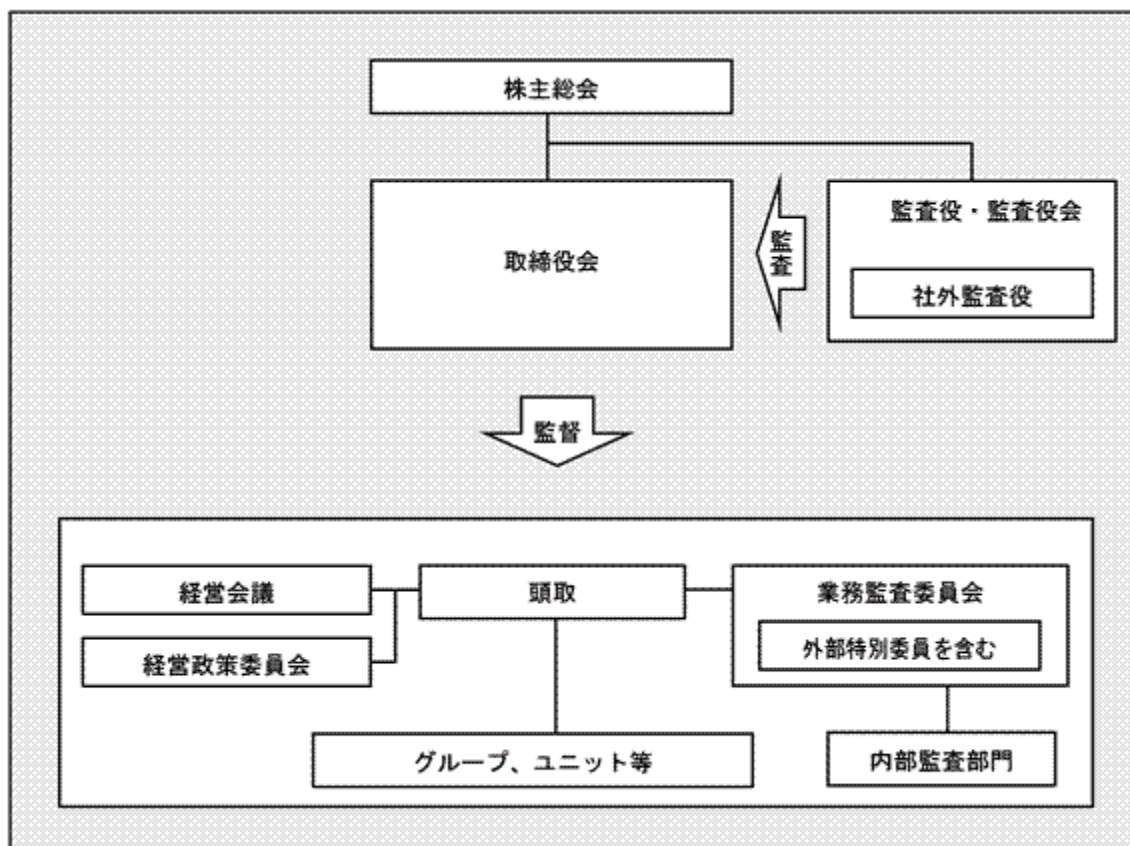 株主総会
取締役会
監査
監査役・監査役会
社外監査役
監督
経営会議
頭取
業務監査委員会
外部特別委員を含む
経営政策委員会
グループ、ユニット等
内部監査部門